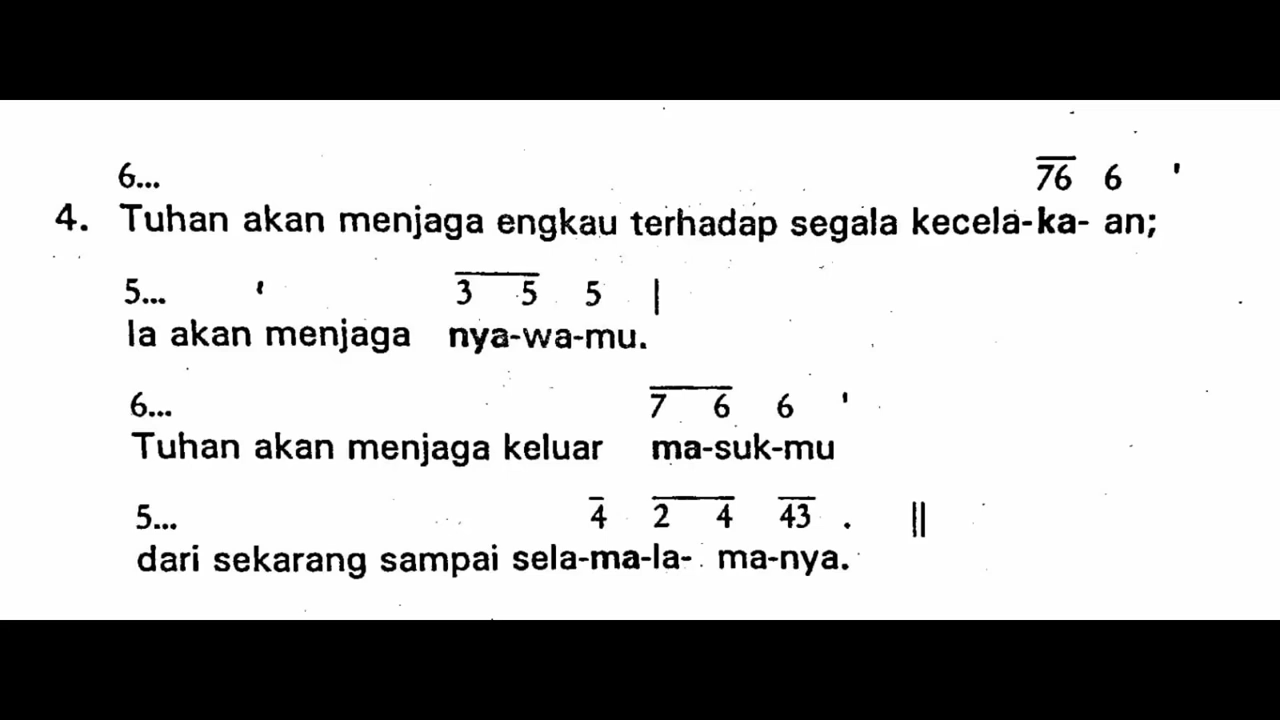 6... 76 6 '
4. Tuhan akan menjaga engkau terhadap segala kecela-ka- an;
5... ' 3 5 5 |
Ia akan menjaga nya-wa-mu.
6... 7 6 6 '
Tuhan akan menjaga keluar ma-suk-mu
5... 4 2 4 43 . ||
dari sekarang sampai sela-ma-la- ma-nya.